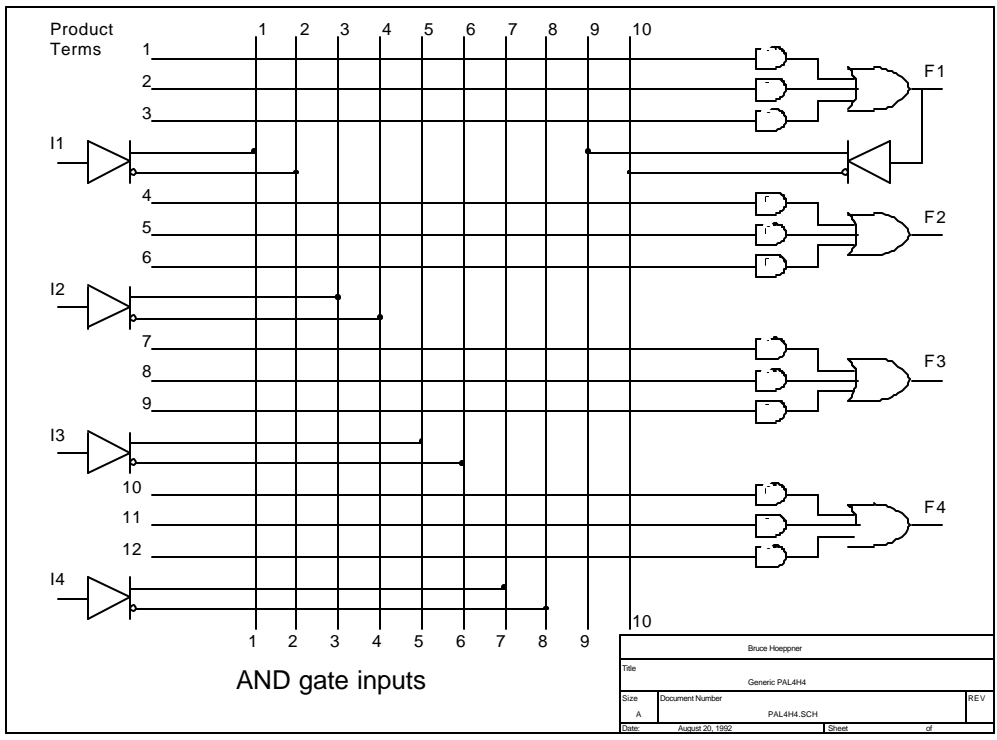 Product
Terms
1 2 3 4 5 6 7 8 9 10
1
F1
2
3
I1
4
F2
5
6
I2
7
F3
8
9
I3
10
F4
11
12
I4
10
1 2 3 4 5 6 7 8 9
AND gate inputs
Bruce Hoeppner
Title
Generic PAL4H4
Size Document Number REV
A PAL4H4.SCH
Date: August 20, 1992 Sheet of